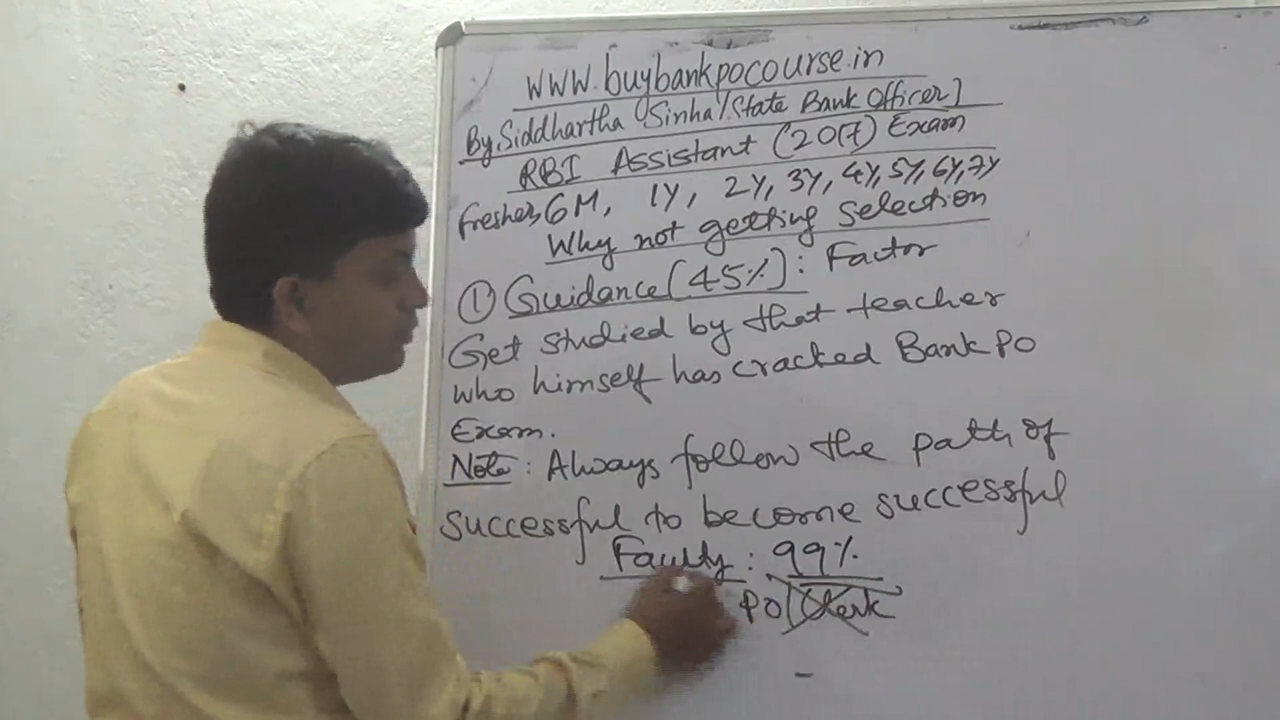 www.buybankpocourse.in
By Siddhartha Sinha [State Bank Officer]
RBI Assistant (2017) Exam
Fresher, 6M, 1Y, 2Y, 3Y, 4Y, 5Y, 6Y, 7Y
Why not getting selection
① Guidance (45%) : Factor
Get studied by that teacher
who himself has cracked Bank PO
Exam.
Note : Always follow the path of
successful to become successful
Faulty : 99%
PO | Clerk